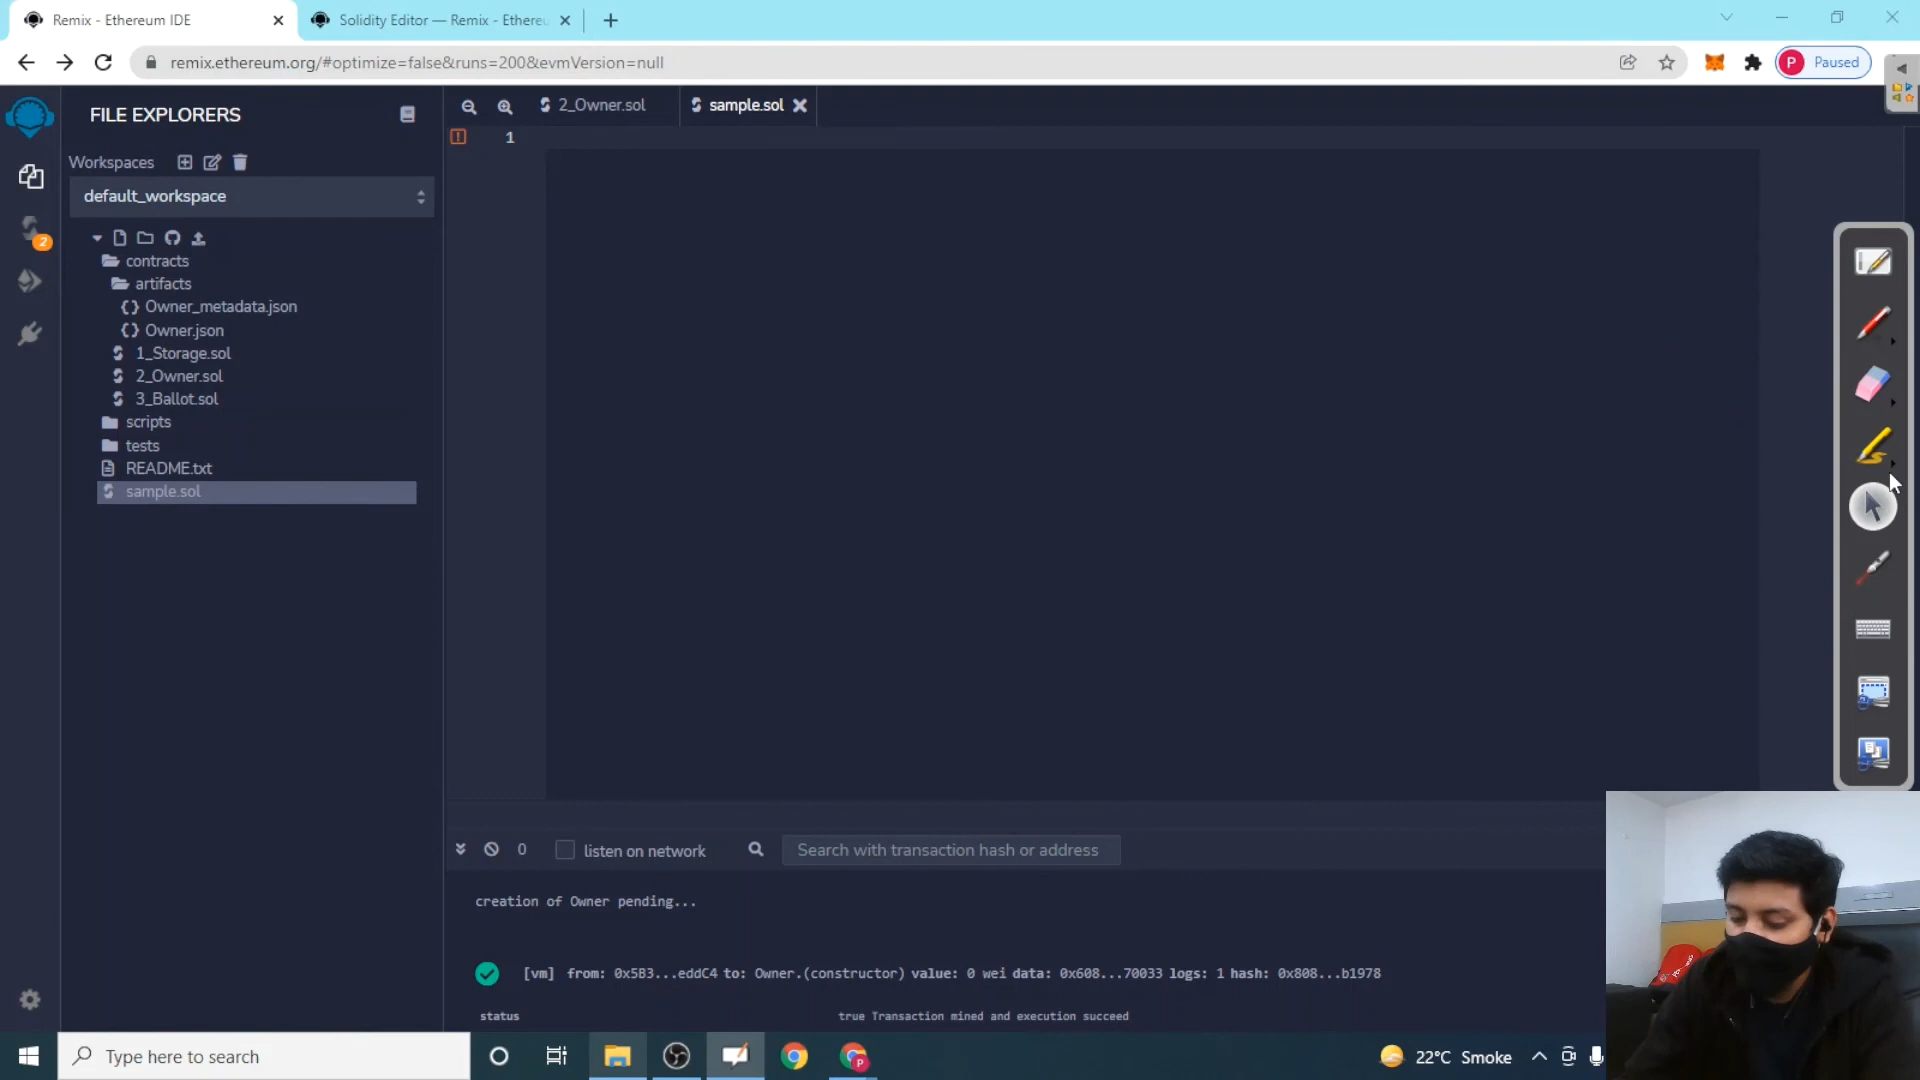 Remix - Ethereum IDE
Solidity Editor — Remix - Ethereu
remix.ethereum.org/#optimize=false&runs=200&evmVersion=null
P Paused
FILE EXPLORERS
2_Owner.sol
sample.sol
1
Workspaces
default_workspace
2
contracts
artifacts
{} Owner_metadata.json
{} Owner.json
1_Storage.sol
2_Owner.sol
3_Ballot.sol
scripts
tests
README.txt
sample.sol
0
listen on network
Search with transaction hash or address
creation of Owner pending...
[vm] from: 0x5B3...eddC4 to: Owner.(constructor) value: 0 wei data: 0x608...70033 logs: 1 hash: 0x808...b1978
status
true Transaction mined and execution succeed
Type here to search
P
22°C Smoke